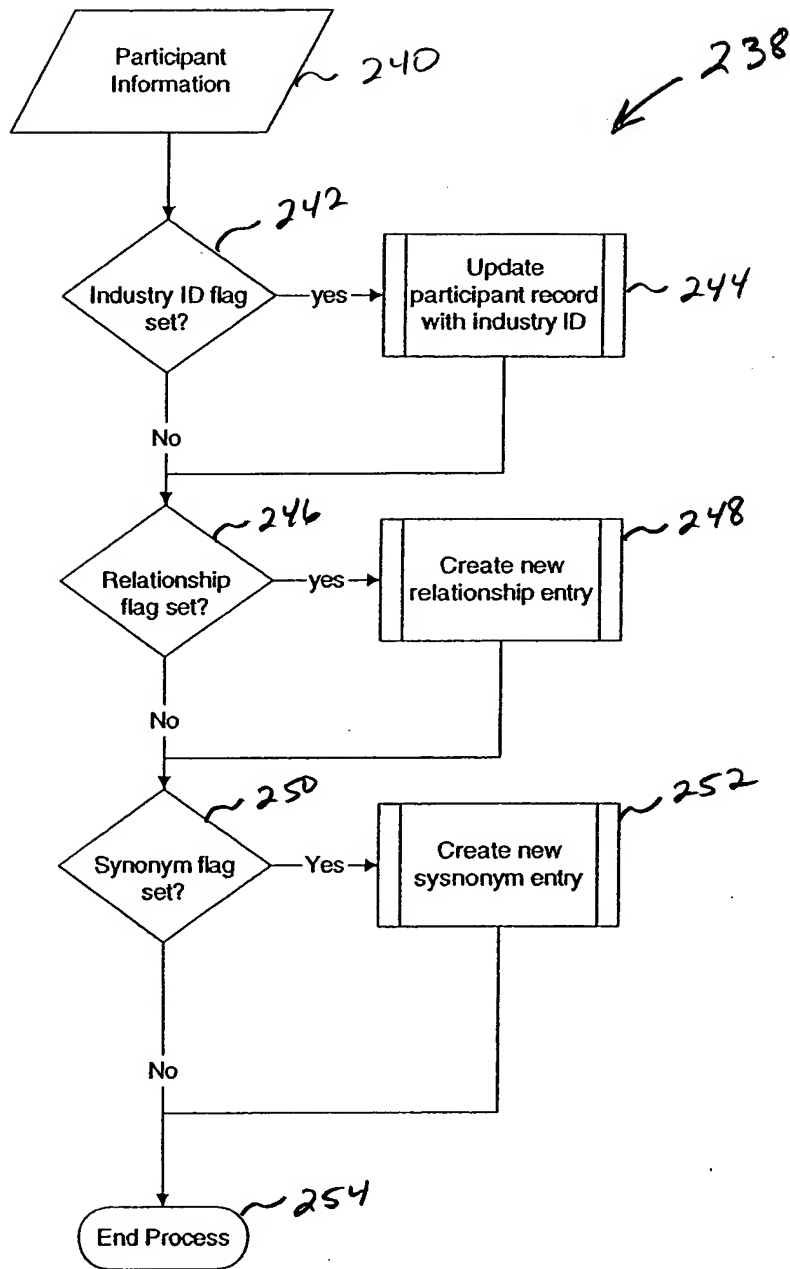 Participant
Information
240
238
242
Industry ID flag
set?
yes
Update
participant record
with industry ID
244
No
246
Relationship
flag set?
yes
Create new
relationship entry
248
No
250
Synonym flag
set?
Yes
Create new
sysnonym entry
252
No
254
End Process